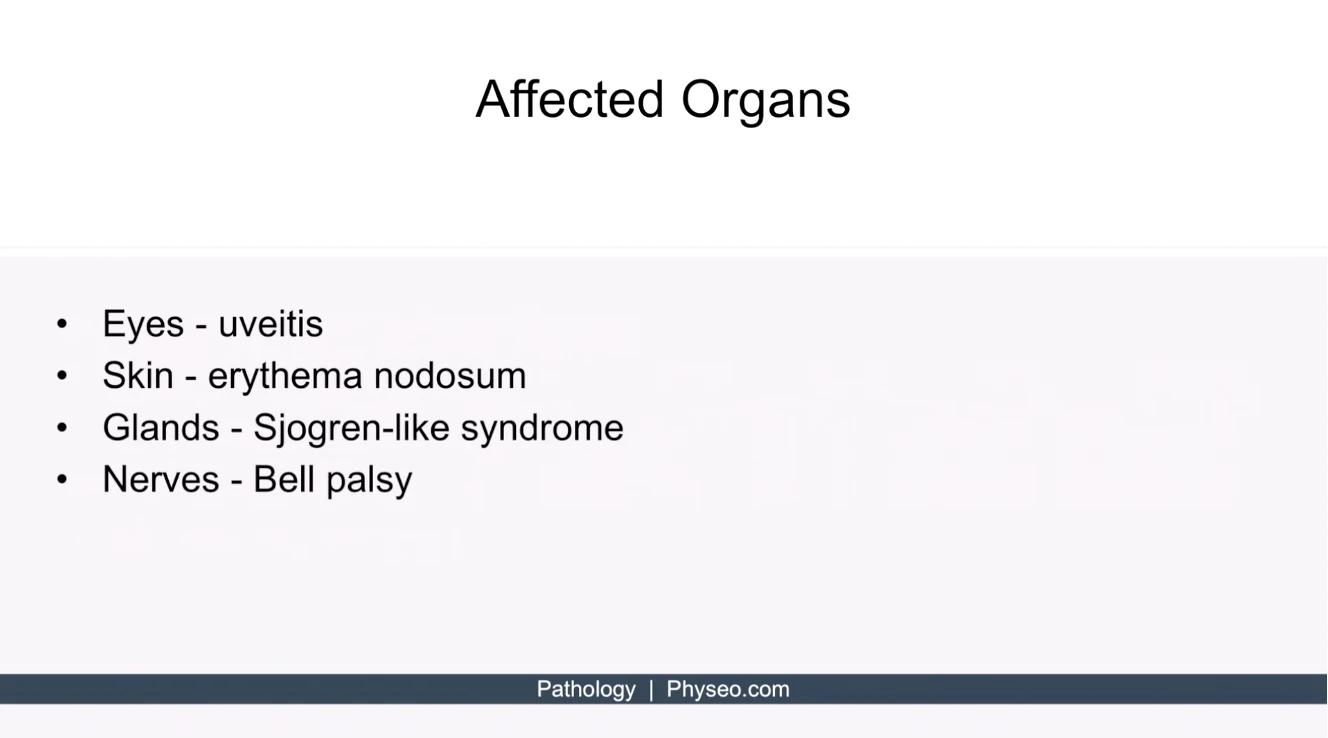 Affected Organs
• Eyes - uveitis
• Skin - erythema nodosum
• Glands - Sjogren-like syndrome
• Nerves - Bell palsy
Pathology | Physeo.com